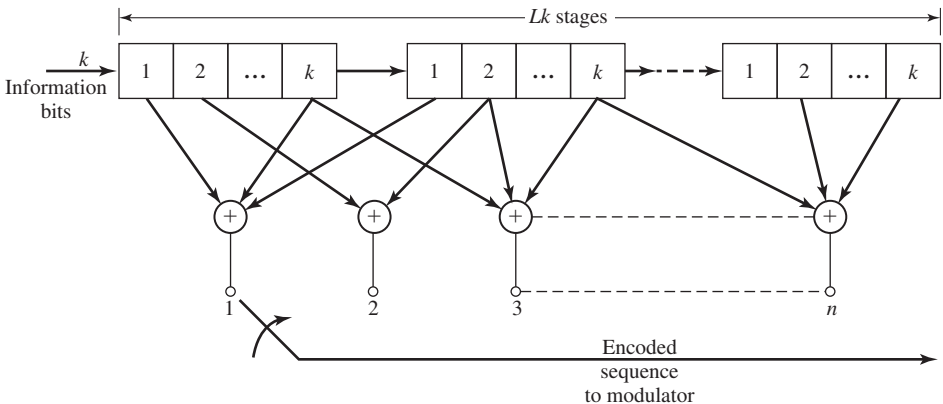 Lk stages
k
Information
bits
1 2 ... k 1 2 ... k 1 2 ... k
+ + + +
1 2 3 n
Encoded
sequence
to modulator